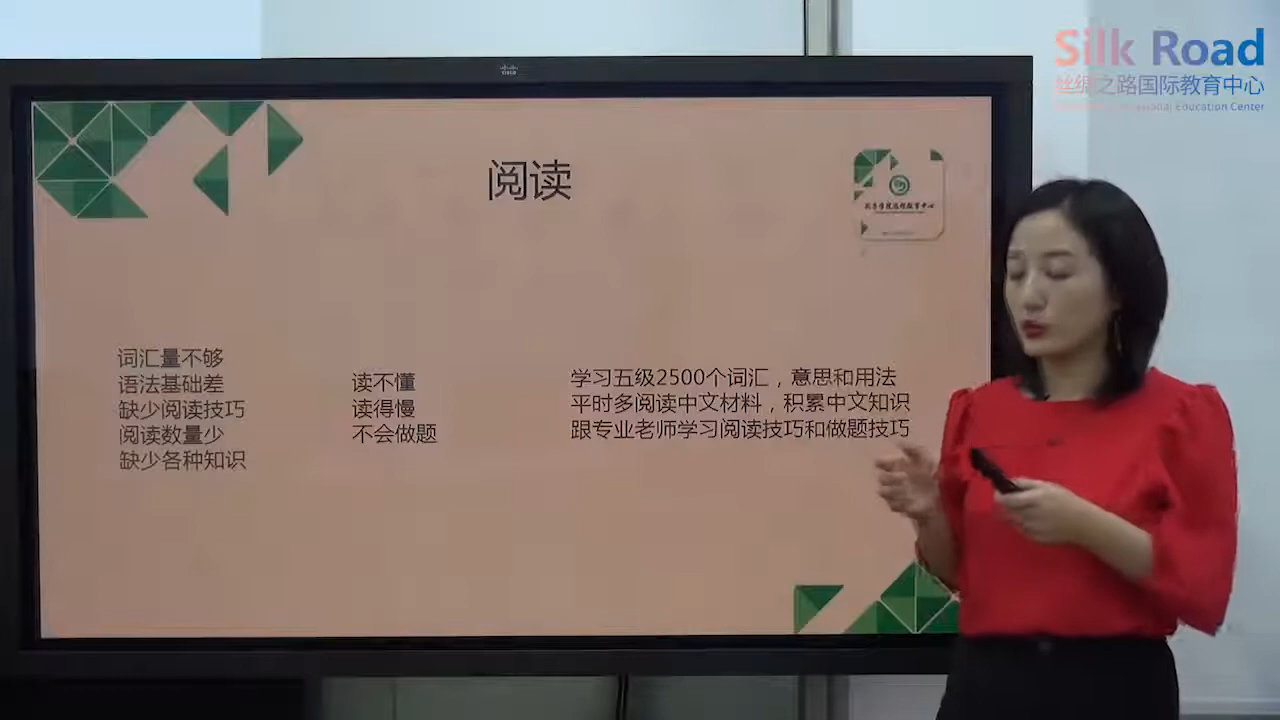 Silk Road
丝绸之路国际教育中心
Education Center
阅读
词汇量不够
语法基础差
缺少阅读技巧
阅读数量少
缺少各种知识
读不懂
读得慢
不会做题
学习五级2500个词汇，意思和用法
平时多阅读中文材料，积累中文知识
跟专业老师学习阅读技巧和做题技巧